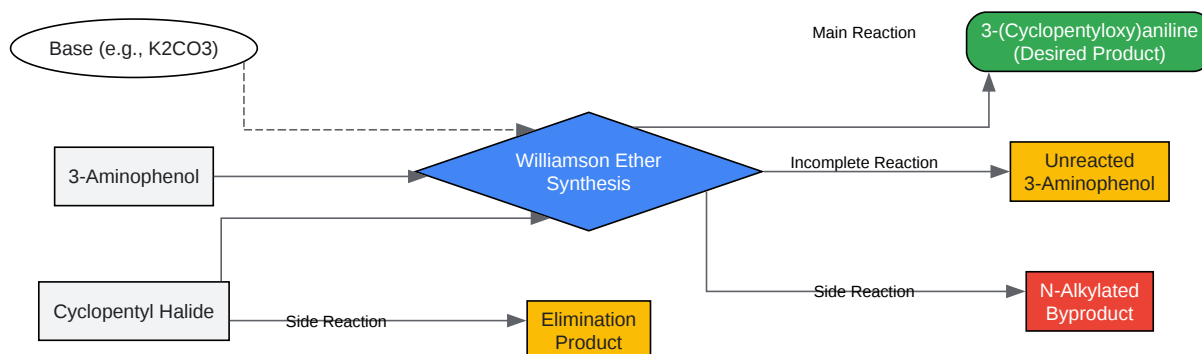 Base (e.g., K2CO3)
Main Reaction
3-(Cyclopentyloxy)aniline
(Desired Product)
3-Aminophenol
Williamson Ether
Synthesis
Incomplete Reaction
Unreacted
3-Aminophenol
Cyclopentyl Halide
Side Reaction
Elimination
Product
Side Reaction
N-Alkylated
Byproduct